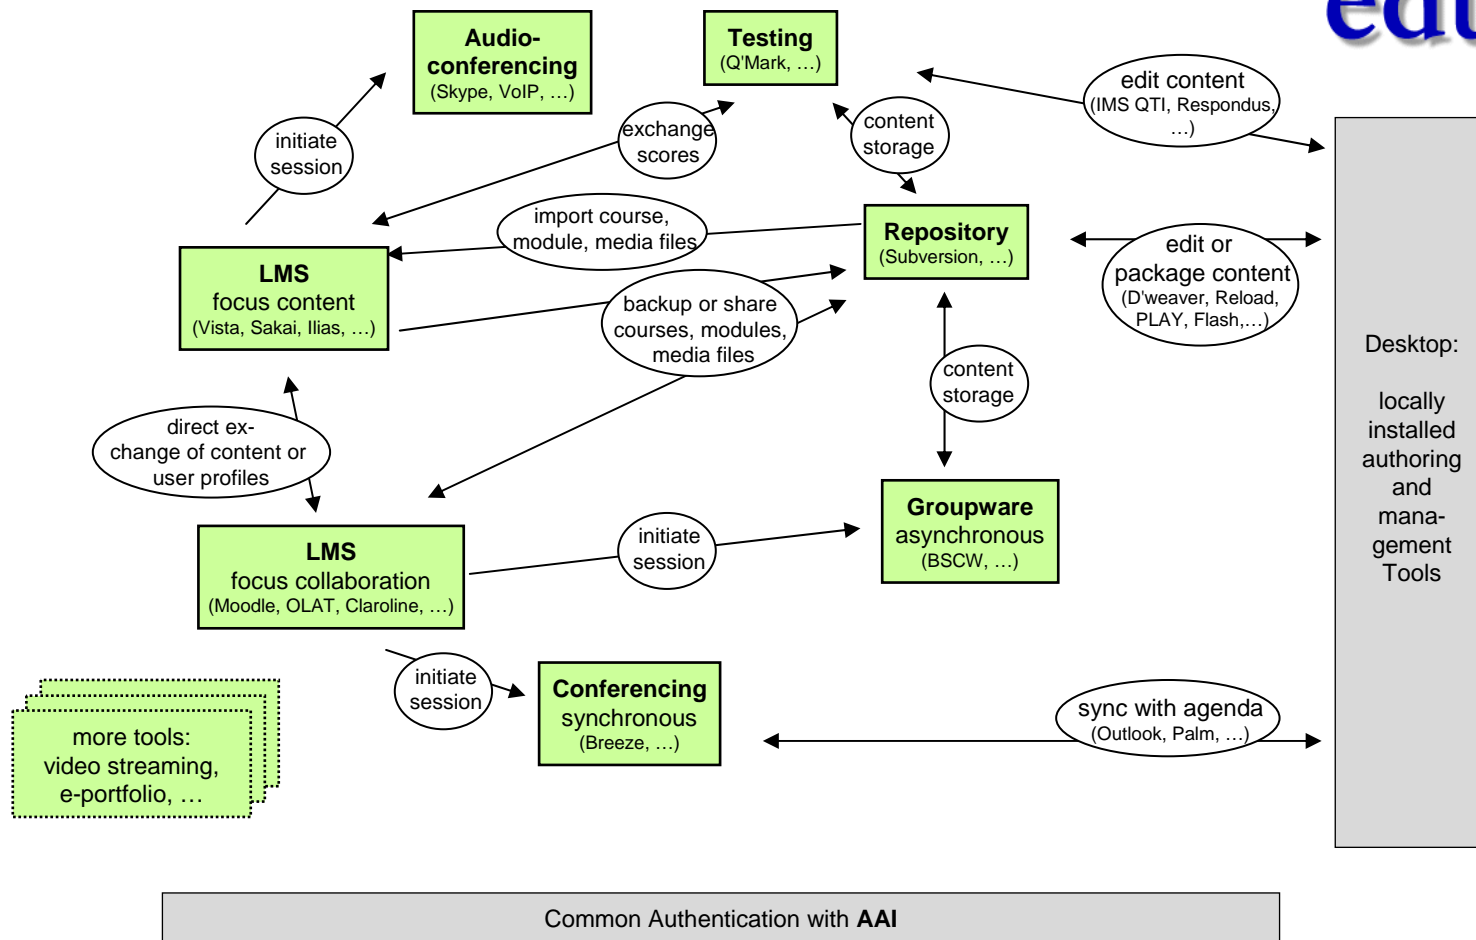 edu
Audio-
conferencing
(Skype, VoIP, …)
Testing
(Q'Mark, …)
edit content
(IMS QTI, Respondus,
…)
initiate
session
exchange
scores
content
storage
import course,
module, media files
Repository
(Subversion, …)
edit or
package content
(D'weaver, Reload,
PLAY, Flash,…)
LMS
focus content
(Vista, Sakai, Ilias, …)
backup or share
courses, modules,
media files
Desktop:
locally
installed
authoring
and
mana-
gement
Tools
content
storage
direct ex-
change of content or
user profiles
LMS
focus collaboration
(Moodle, OLAT, Claroline, …)
initiate
session
Groupware
asynchronous
(BSCW, …)
initiate
session
Conferencing
synchronous
(Breeze, …)
sync with agenda
(Outlook, Palm, …)
more tools:
video streaming,
e-portfolio, …
Common Authentication with AAI